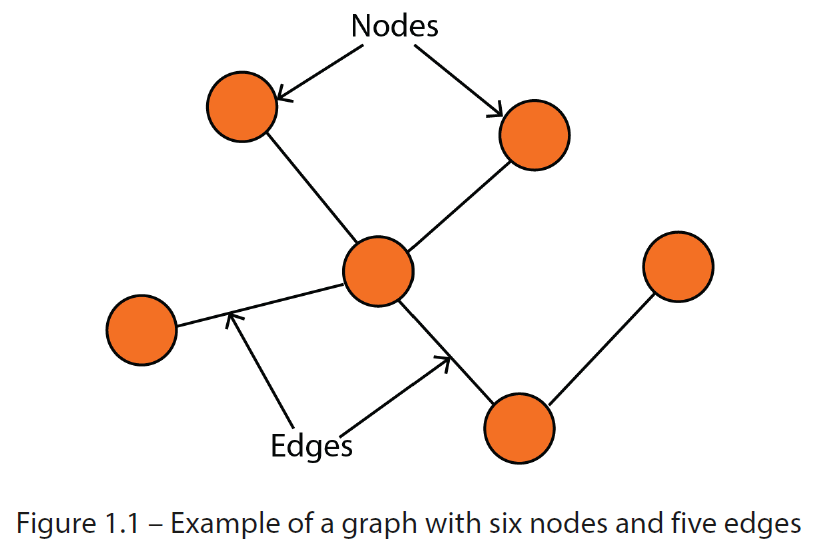 Nodes
Edges
Figure 1.1 – Example of a graph with six nodes and five edges